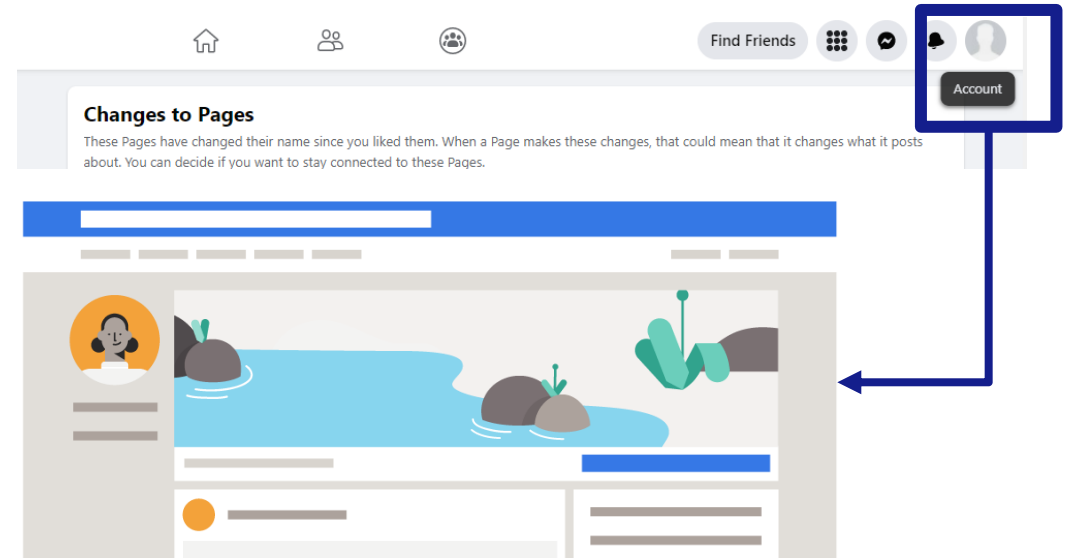 Find Friends
Account
Changes to Pages
These Pages have changed their name since you liked them. When a Page makes these changes, that could mean that it changes what it posts
about. You can decide if you want to stay connected to these Pages.